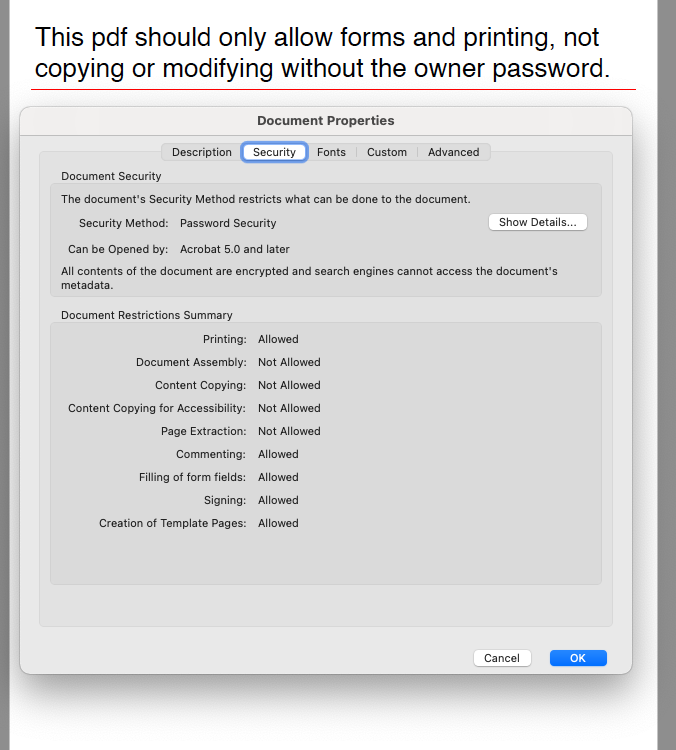 This pdf should only allow forms and printing, not
copying or modifying without the owner password.
Document Properties
Description Security Fonts Custom Advanced
Document Security
The document's Security Method restricts what can be done to the document.
Security Method: Password Security Show Details...
Can be Opened by: Acrobat 5.0 and later
All contents of the document are encrypted and search engines cannot access the document's
metadata.
Document Restrictions Summary
Printing: Allowed
Document Assembly: Not Allowed
Content Copying: Not Allowed
Content Copying for Accessibility: Not Allowed
Page Extraction: Not Allowed
Commenting: Allowed
Filling of form fields: Allowed
Signing: Allowed
Creation of Template Pages: Allowed
Cancel OK